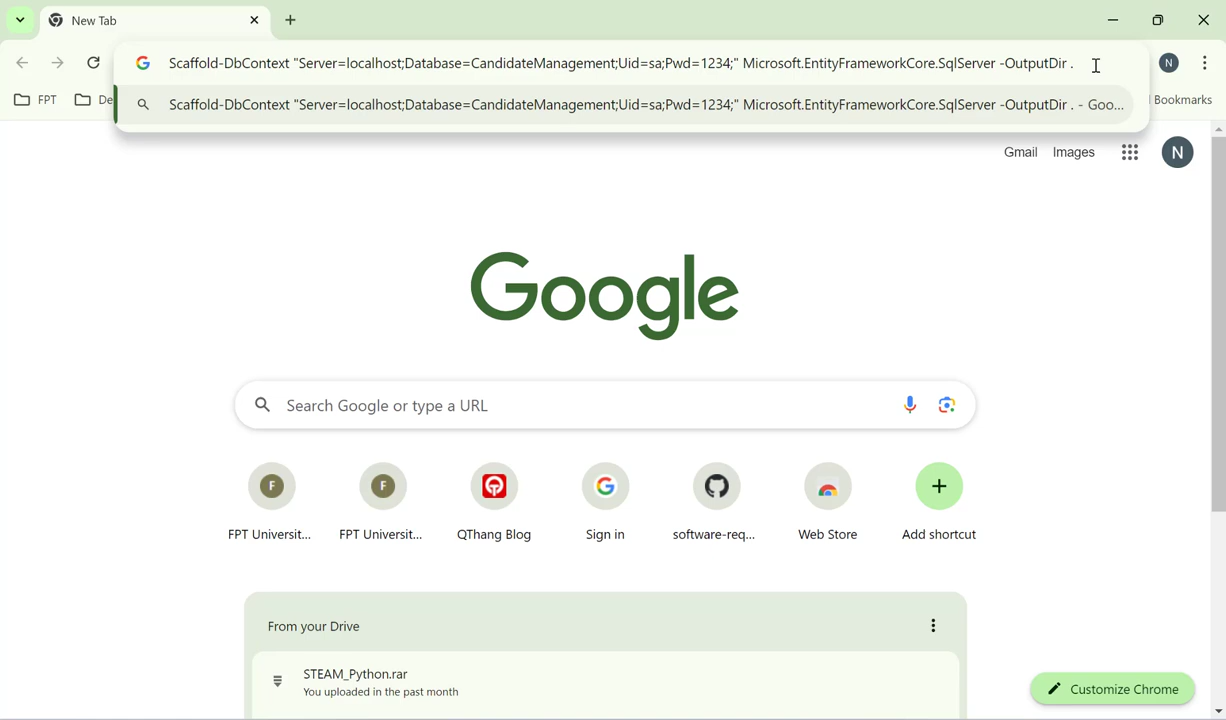 New Tab
Scaffold-DbContext "Server=localhost;Database=CandidateManagement;Uid=sa;Pwd=1234;" Microsoft.EntityFrameworkCore.SqlServer -OutputDir .
N
FPT
De
Scaffold-DbContext "Server=localhost;Database=CandidateManagement;Uid=sa;Pwd=1234;" Microsoft.EntityFrameworkCore.SqlServer -OutputDir . - Goo...
Bookmarks
Gmail Images
N
Google
Search Google or type a URL
F F
FPT Universit... FPT Universit... QThang Blog Sign in software-req... Web Store Add shortcut
From your Drive
STEAM_Python.rar
You uploaded in the past month
Customize Chrome